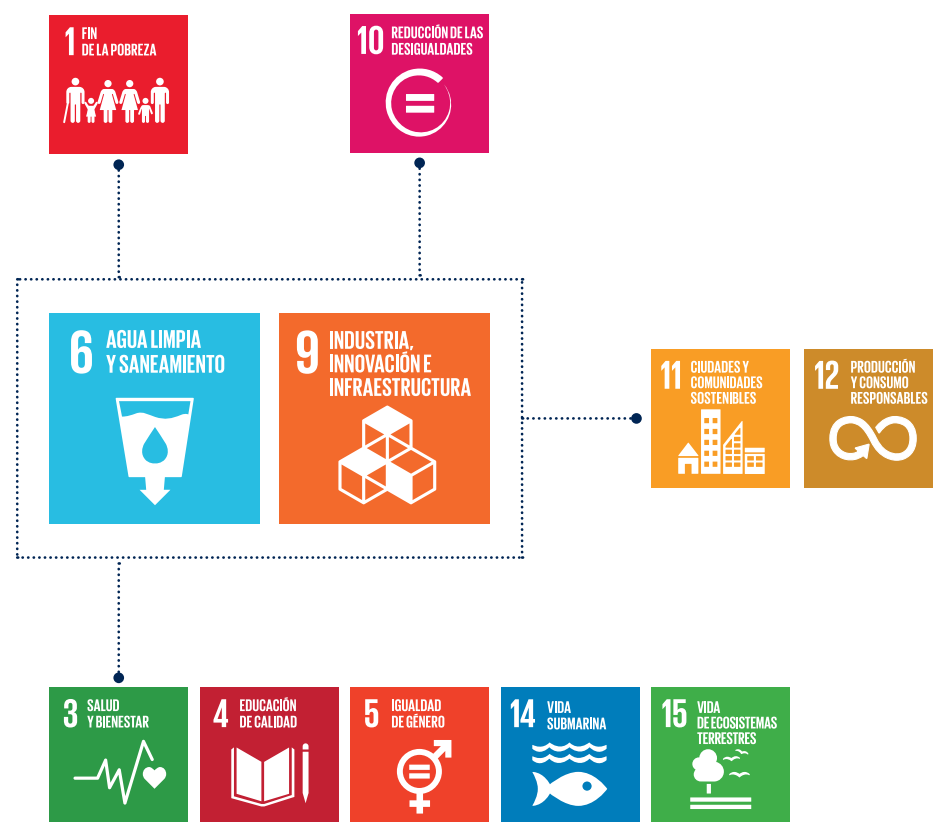 1 FIN
DE LA POBREZA
10 REDUCCIÓN DE LAS
DESIGUALDADES
6 AGUA LIMPIA
Y SANEAMIENTO
9 INDUSTRIA,
INNOVACIÓN E
INFRAESTRUCTURA
11 CIUDADES Y
COMUNIDADES
SOSTENIBLES
12 PRODUCCIÓN
Y CONSUMO
RESPONSABLES
3 SALUD
Y BIENESTAR
4 EDUCACIÓN
DE CALIDAD
5 IGUALDAD
DE GÉNERO
14 VIDA
SUBMARINA
15 VIDA
DE ECOSISTEMAS
TERRESTRES